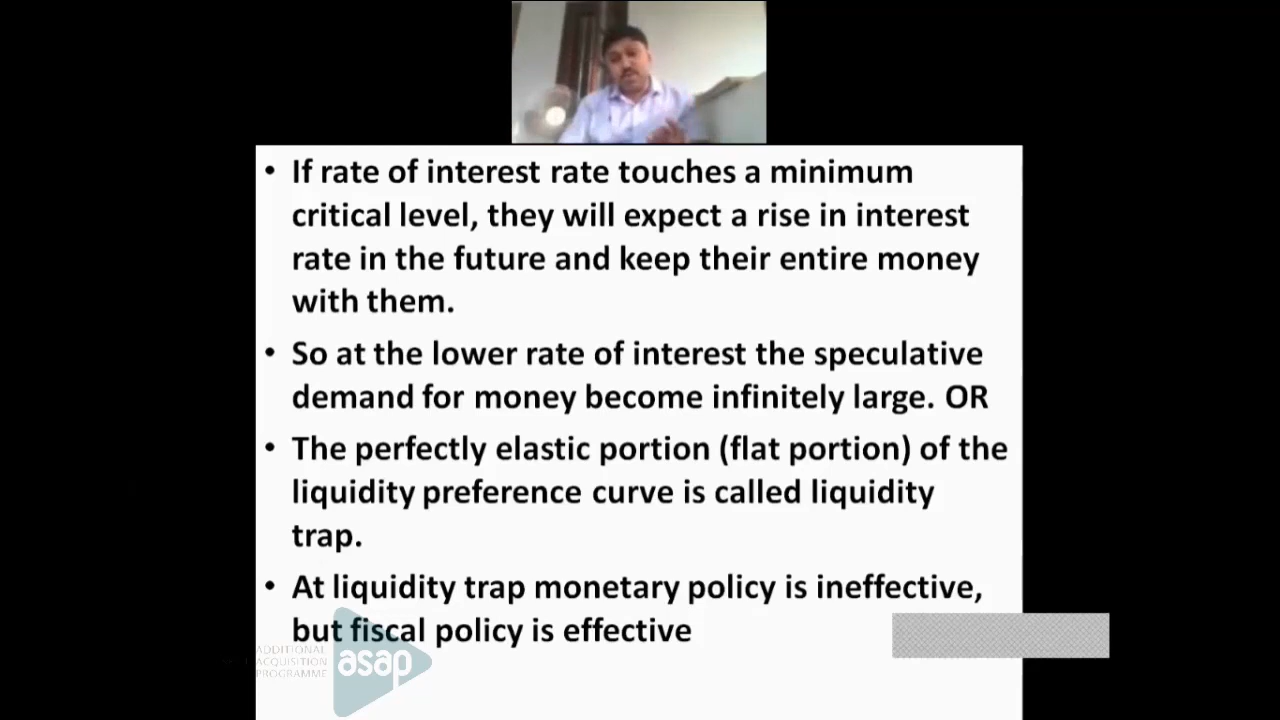 • If rate of interest rate touches a minimum
critical level, they will expect a rise in interest
rate in the future and keep their entire money
with them.
• So at the lower rate of interest the speculative
demand for money become infinitely large. OR
• The perfectly elastic portion (flat portion) of the
liquidity preference curve is called liquidity
trap.
• At liquidity trap monetary policy is ineffective,
but fiscal policy is effective
ADDITIONAL
ACQUISITION
PROGRAMME
asap